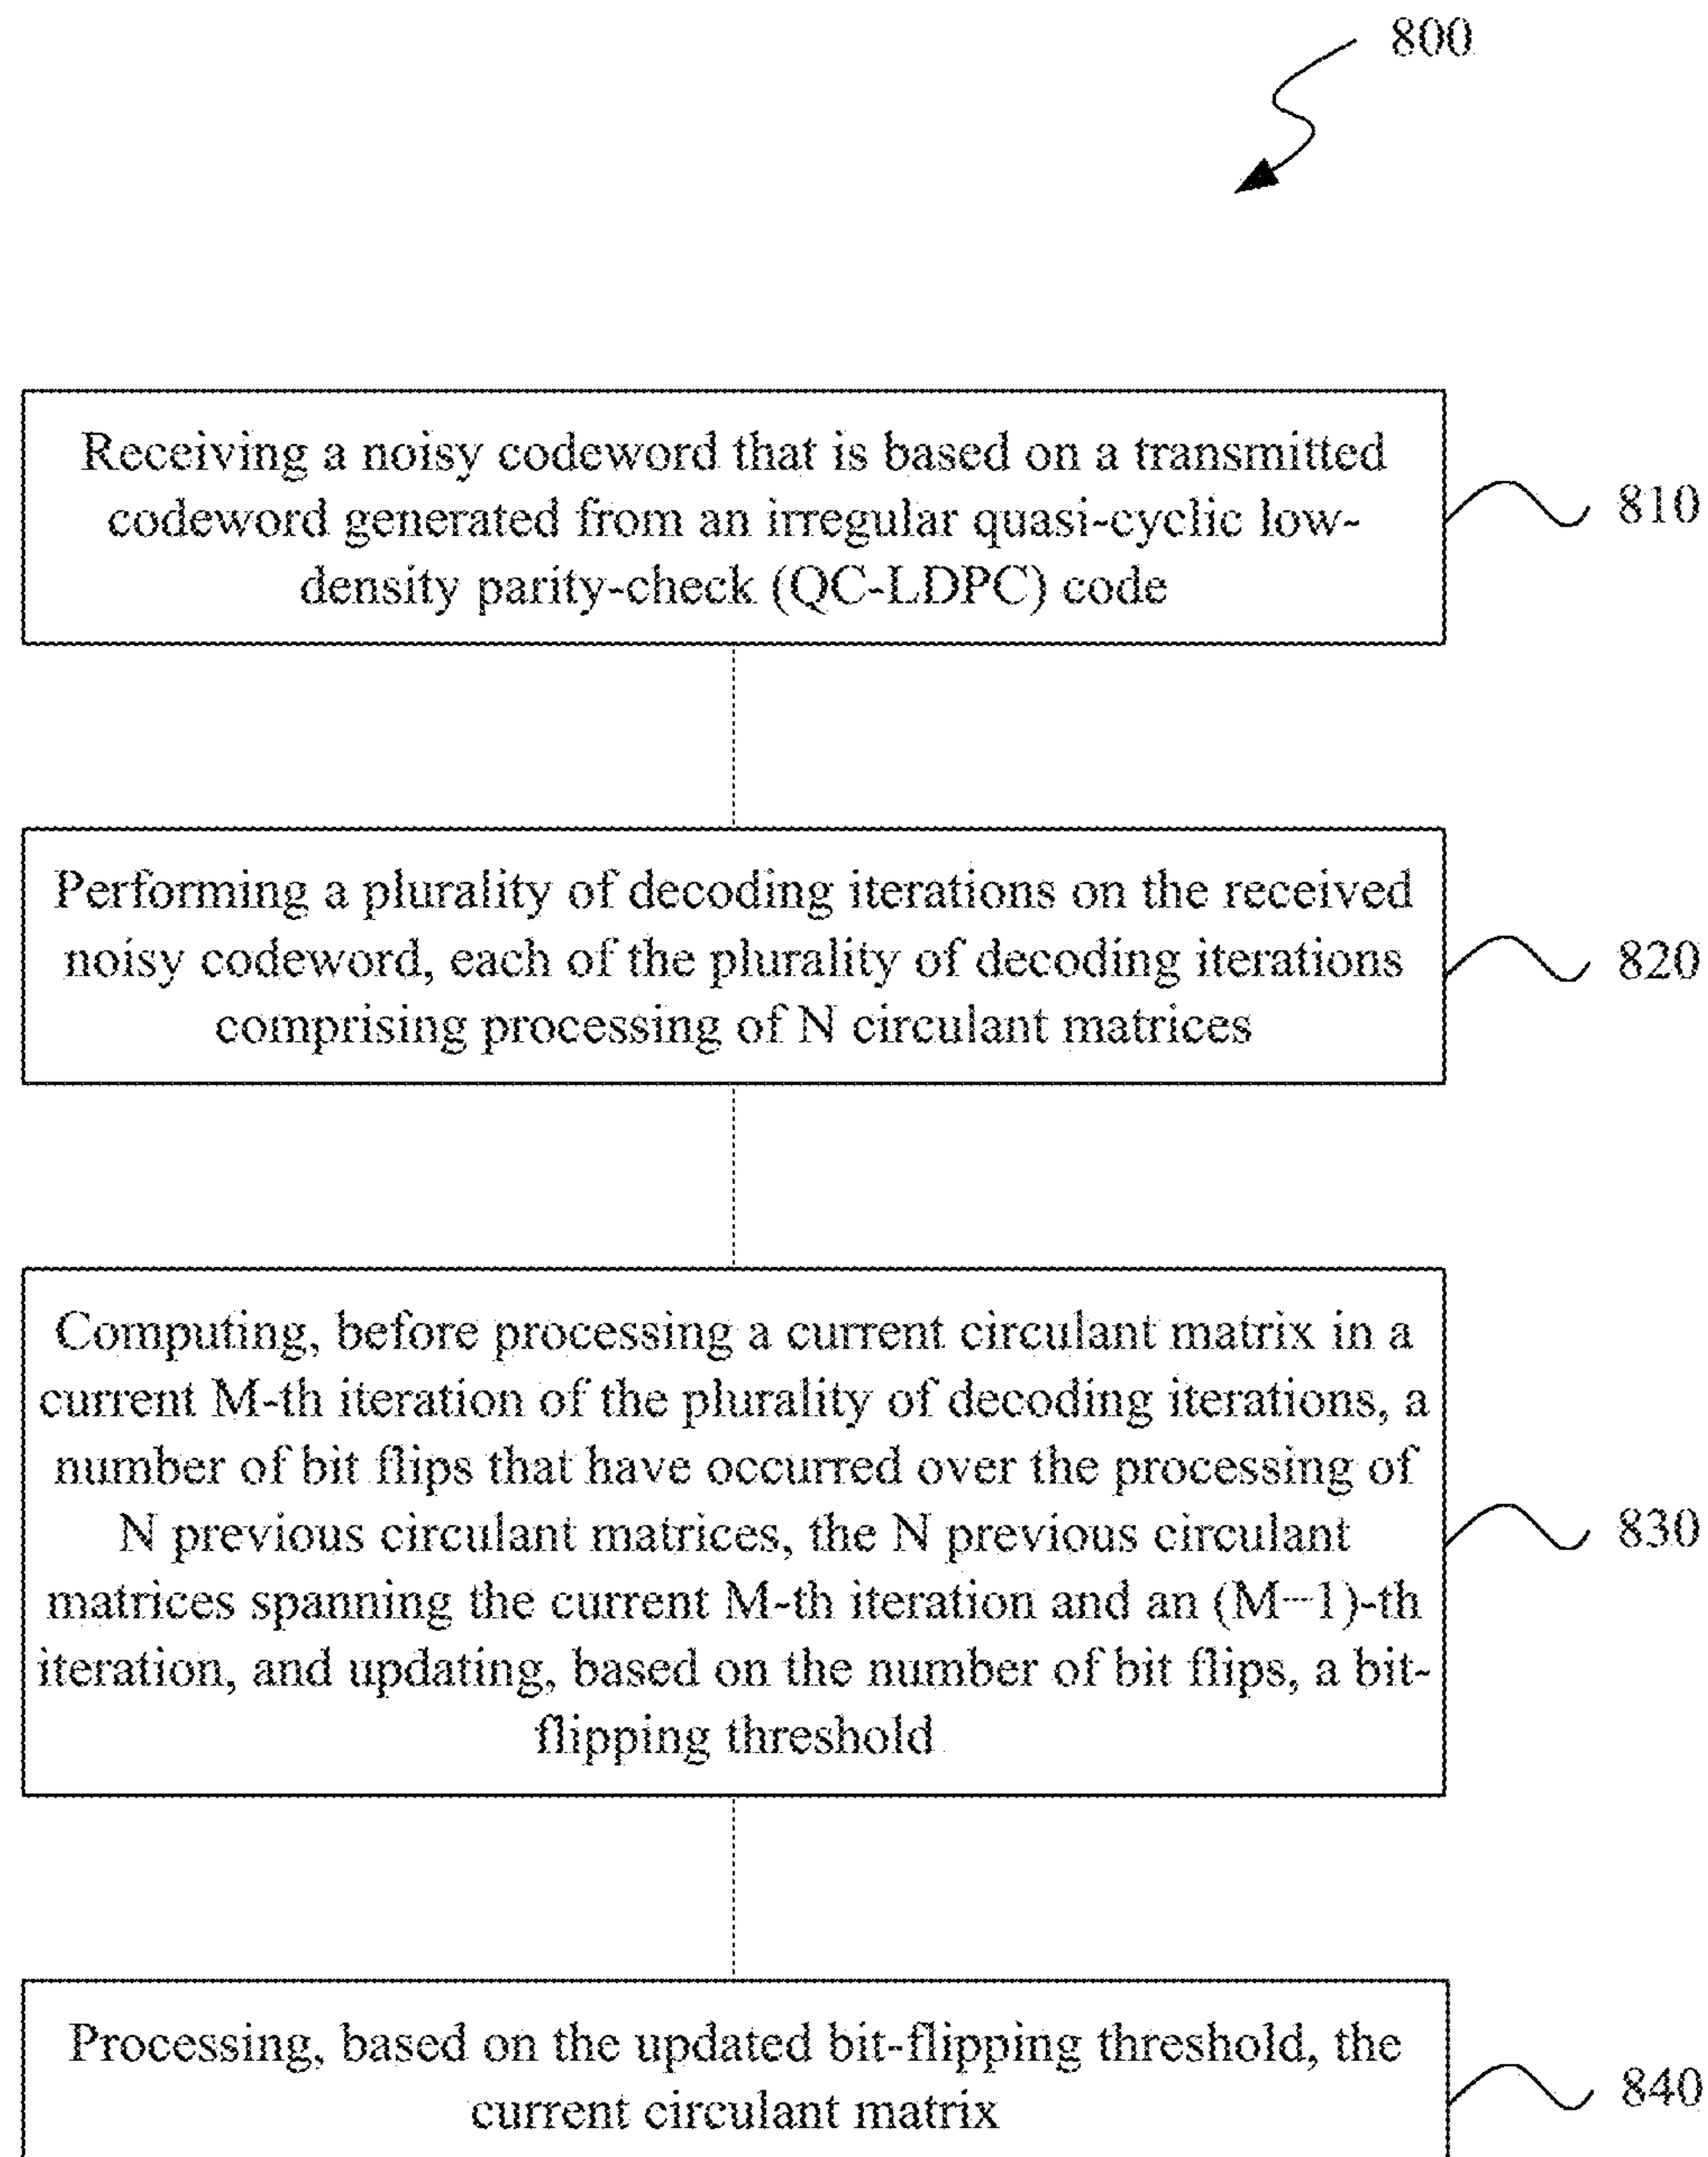 800
Receiving a noisy codeword that is based on a transmitted
codeword generated from an irregular quasi-cyclic low-
density parity-check (QC-LDPC) code
810
Performing a plurality of decoding iterations on the received
noisy codeword, each of the plurality of decoding iterations
comprising processing of N circulant matrices
820
Computing, before processing a current circulant matrix in a
current M-th iteration of the plurality of decoding iterations, a
number of bit flips that have occurred over the processing of
N previous circulant matrices, the N previous circulant
matrices spanning the current M-th iteration and an (M−1)-th
iteration, and updating, based on the number of bit flips, a bit-
flipping threshold
830
Processing, based on the updated bit-flipping threshold, the
current circulant matrix
840